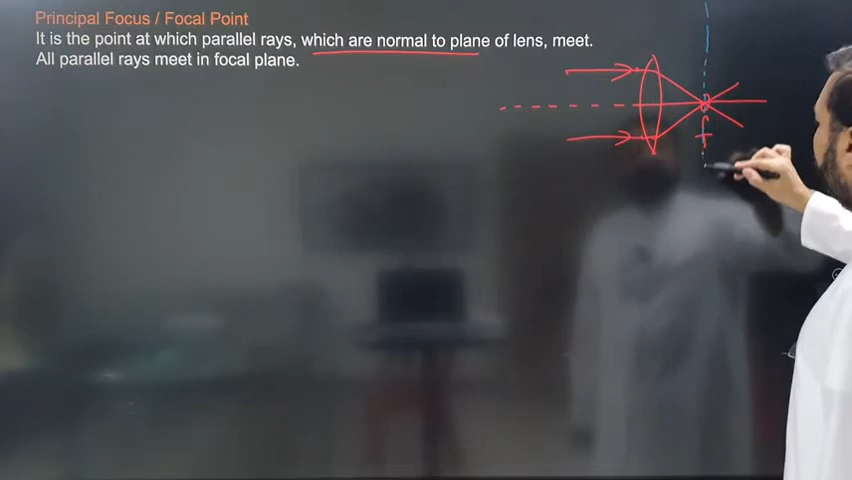 Principal Focus / Focal Point
It is the point at which parallel rays, which are normal to plane of lens, meet.
All parallel rays meet in focal plane.
f